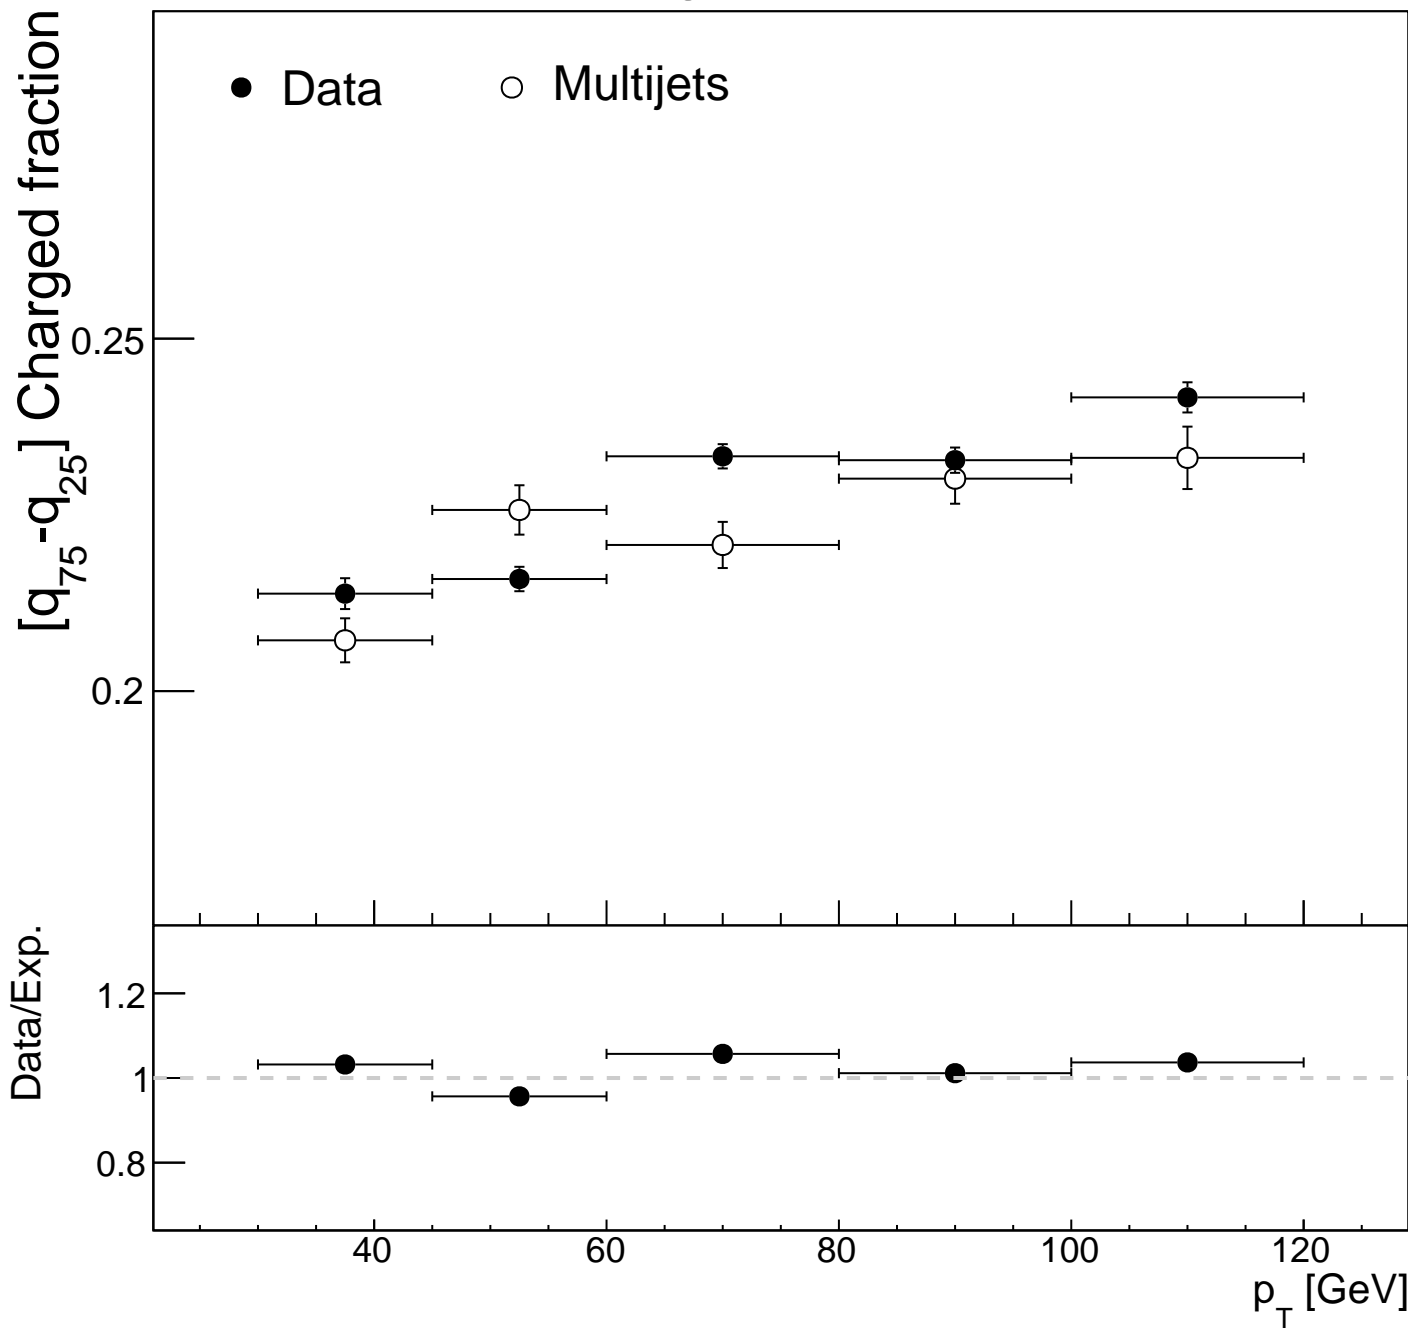 Data
Multijets
[q75-q25] Charged fraction
0.25
0.2
Data/Exp.
1.2
1
0.8
40
60
80
100
120
pT [GeV]